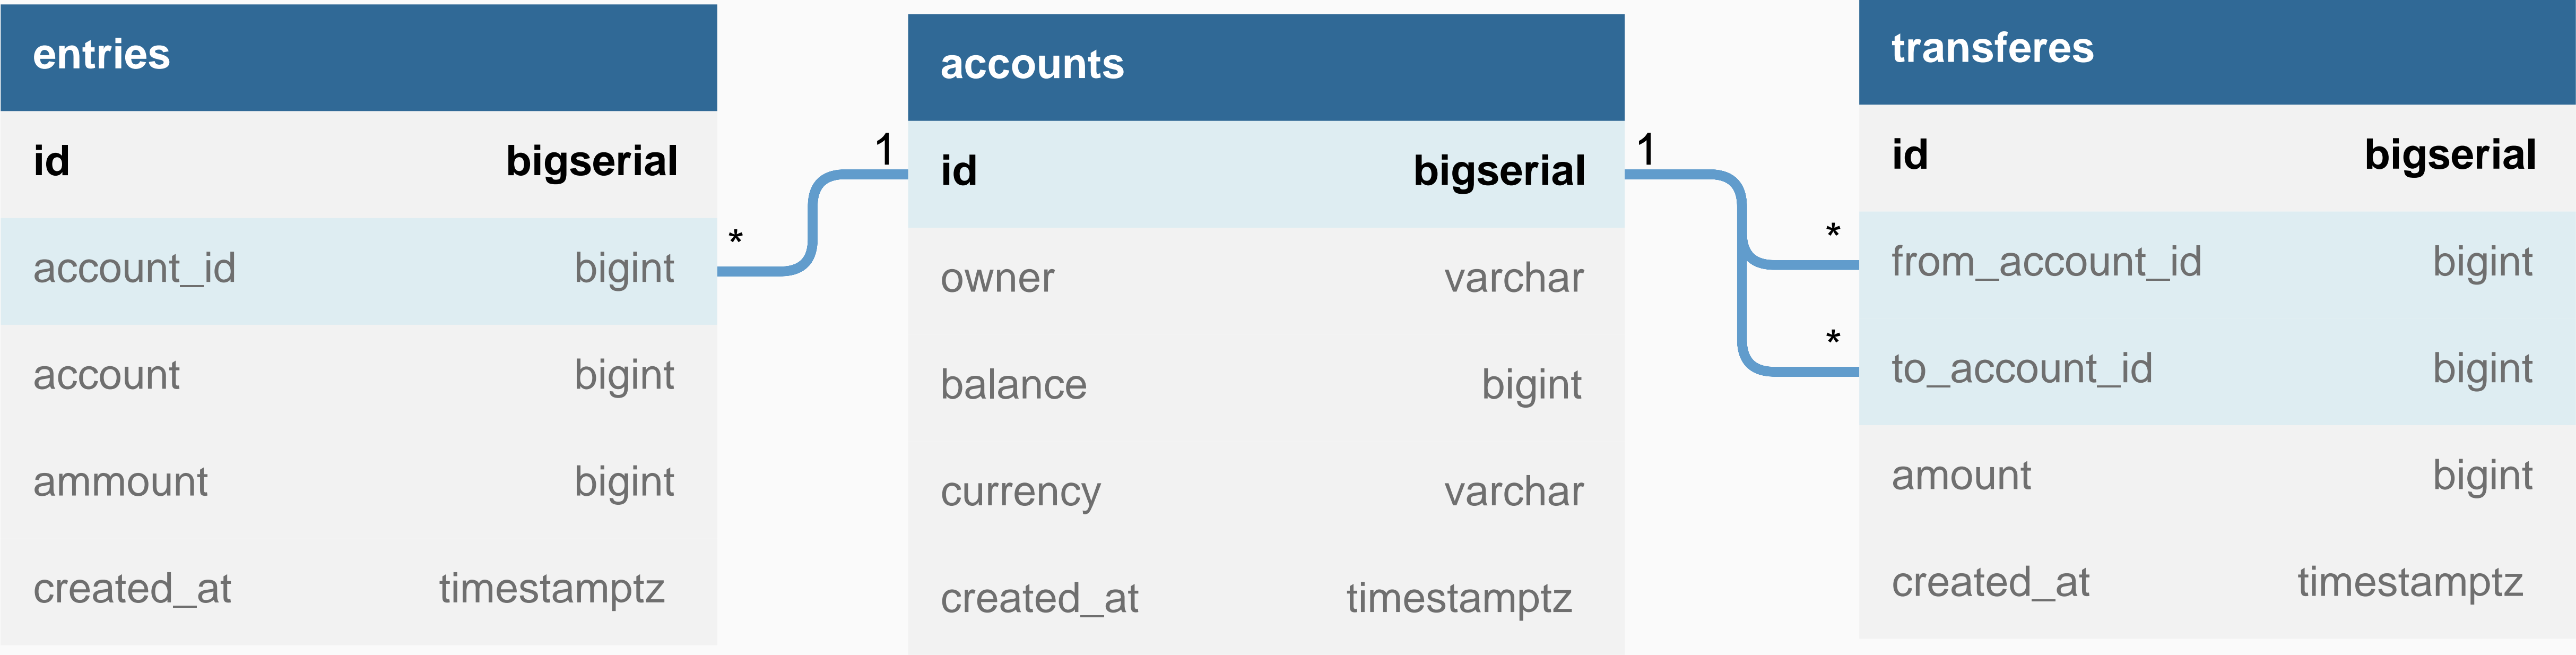 entries
id bigserial
account_id bigint
account bigint
ammount bigint
created_at timestamptz
1
*
accounts
id bigserial
owner varchar
balance bigint
currency varchar
created_at timestamptz
1
*
*
transferes
id bigserial
from_account_id bigint
to_account_id bigint
amount bigint
created_at timestamptz